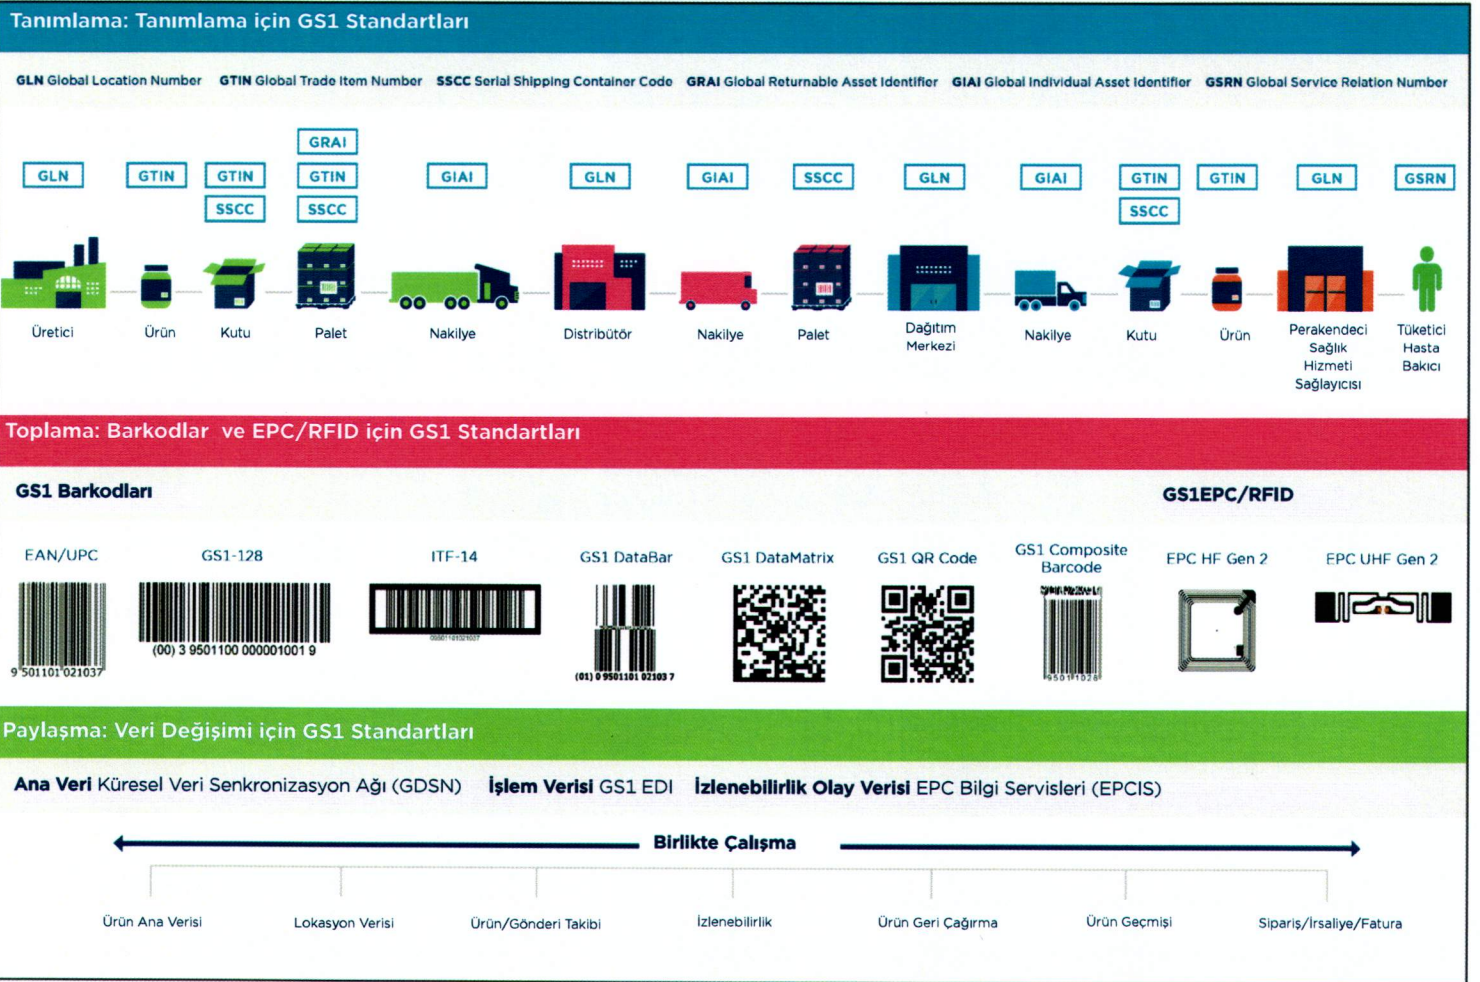 Tanımlama: Tanımlama için GS1 Standartları
GLN Global Location Number GTIN Global Trade Item Number SSCC Serial Shipping Container Code GRAI Global Returnable Asset Identifier GIAI Global Individual Asset Identifier GSRN Global Service Relation Number
GRAI
GLN GTIN GTIN GTIN GIAI GLN GIAI SSCC GLN GIAI GTIN GTIN GLN GSRN
SSCC SSCC SSCC
Üretici Ürün Kutu Palet Nakilye Distribütör Nakilye Palet Dağıtım Merkezi Nakilye Kutu Ürün Perakendeci Sağlık Hizmeti Sağlayıcısı Tüketici Hasta Bakıcı
Toplama: Barkodlar ve EPC/RFID için GS1 Standartları
GS1 Barkodları GS1EPC/RFID
EAN/UPC GS1-128 ITF-14 GS1 DataBar GS1 DataMatrix GS1 QR Code GS1 Composite Barcode EPC HF Gen 2 EPC UHF Gen 2
9 501101 021037 (00) 3 9501100 000001001 9 (01) 0 9501101 02103 7
Paylaşma: Veri Değişimi için GS1 Standartları
Ana Veri Küresel Veri Senkronizasyon Ağı (GDSN) İşlem Verisi GS1 EDI İzlenebilirlik Olay Verisi EPC Bilgi Servisleri (EPCIS)
Birlikte Çalışma
Ürün Ana Verisi Lokasyon Verisi Ürün/Gönderi Takibi İzlenebilirlik Ürün Geri Çağırma Ürün Geçmişi Sipariş/İrsaliye/Fatura